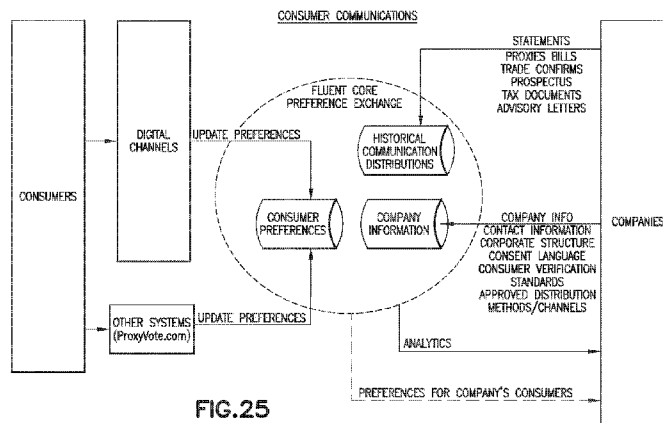 CONSUMER COMMUNICATIONS
STATEMENTS
PROXIES BILLS
TRADE CONFIRMS
PROSPECTUS
TAX DOCUMENTS
ADVISORY LETTERS
FLUENT CORE
PREFERENCE EXCHANGE
HISTORICAL
COMMUNICATION
DISTRIBUTIONS
DIGITAL
CHANNELS
UPDATE PREFERENCES
CONSUMERS
CONSUMER
PREFERENCES
COMPANY
INFORMATION
COMPANY INFO
CONTACT INFORMATION
CORPORATE STRUCTURE
CONSENT LANGUAGE
CONSUMER VERIFICATION
STANDARDS
APPROVED DISTRIBUTION
METHODS/CHANNELS
COMPANIES
OTHER SYSTEMS
(ProxyVote.com)
UPDATE PREFERENCES
ANALYTICS
PREFERENCES FOR COMPANY'S CONSUMERS
FIG.25